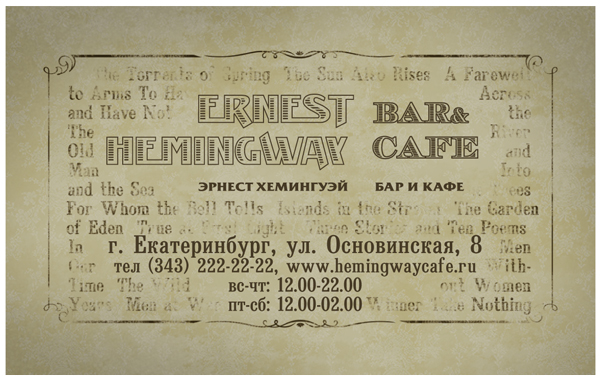 The Torrents of Spring The Sun Also Rises A Farewell
to Arms To Ha Across
and Have Not the
The River
Old and
Man Into
and the Sea Trees
ERNEST
HEMINGWAY
BAR&
CAFE
ЭРНЕСТ ХЕМИНГУЭЙ БАР И КАФЕ
For Whom the Bell Tolls Islands in the Stream The Garden
of Eden True at First Light Three Stories and Ten Poems
In Men
Our With-
Time The Wild out Women
Years Men at War Winner Take Nothing
г. Екатеринбург, ул. Основинская, 8
тел (343) 222-22-22, www.hemingwaycafe.ru
вс-чт: 12.00-22.00
пт-сб: 12.00-02.00